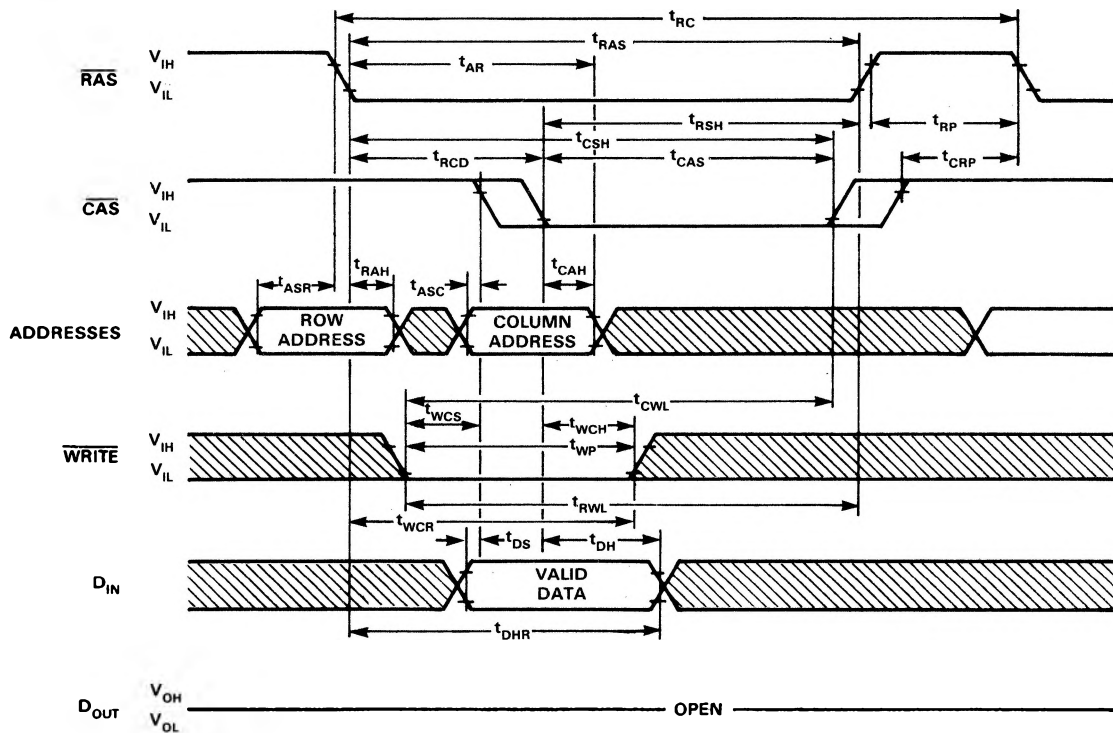 tRC
tRAS
tAR
VIH
RAS
VIL
tRSH
tRP
tCSH
tRCD
tCAS
tCRP
VIH
CAS
VIL
tRAH
tCAH
tASR
tASC
VIH
ADDRESSES
VIL
ROW
ADDRESS
COLUMN
ADDRESS
tCWL
tWCS
tWCH
VIH
WRITE
VIL
tWP
tRWL
tWCR
tDS
tDH
DIN
VALID
DATA
tDHR
VOH
DOUT
VOL
OPEN